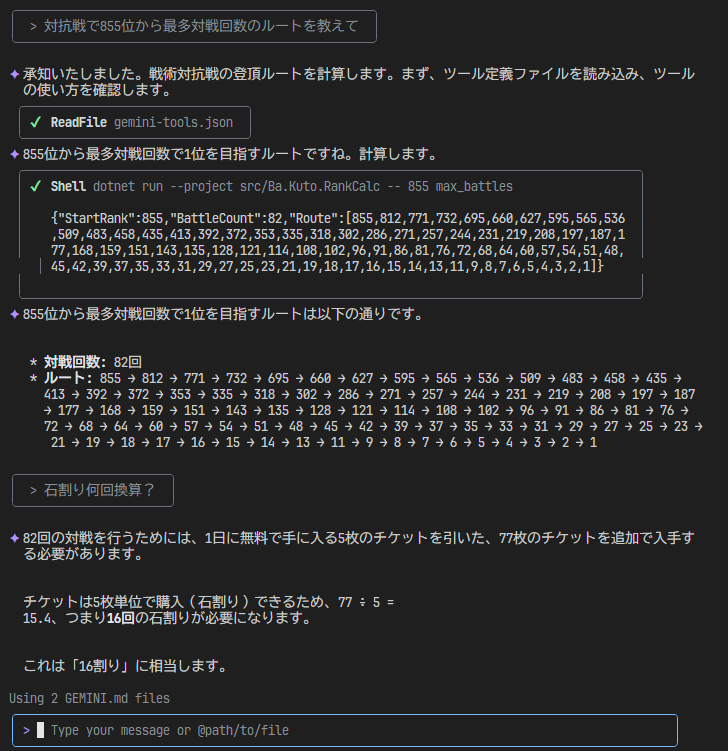 > 対抗戦で855位から最多対戦回数のルートを教えて
✦ 承知いたしました。戦術対抗戦の登頂ルートを計算します。まず、ツール定義ファイルを読み込み、ツール
の使い方を確認します。
✔ ReadFile gemini-tools.json
✦ 855位から最多対戦回数で1位を目指すルートですね。計算します。
✔ Shell dotnet run --project src/Ba.Kuto.RankCalc -- 855 max_battles
{"StartRank":855,"BattleCount":82,"Route":[855,812,771,732,695,660,627,595,565,536
,509,483,458,435,413,392,372,353,335,318,302,286,271,257,244,231,219,208,197,187,1
77,168,159,151,143,135,128,121,114,108,102,96,91,86,81,76,72,68,64,60,57,54,51,48,
45,42,39,37,35,33,31,29,27,25,23,21,19,18,17,16,15,14,13,11,9,8,7,6,5,4,3,2,1]}
✦ 855位から最多対戦回数で1位を目指すルートは以下の通りです。
* 対戦回数: 82回
* ルート: 855 → 812 → 771 → 732 → 695 → 660 → 627 → 595 → 565 → 536 → 509 → 483 → 458 → 435 →
413 → 392 → 372 → 353 → 335 → 318 → 302 → 286 → 271 → 257 → 244 → 231 → 219 → 208 → 197 → 187
→ 177 → 168 → 159 → 151 → 143 → 135 → 128 → 121 → 114 → 108 → 102 → 96 → 91 → 86 → 81 → 76 →
72 → 68 → 64 → 60 → 57 → 54 → 51 → 48 → 45 → 42 → 39 → 37 → 35 → 33 → 31 → 29 → 27 → 25 → 23 →
21 → 19 → 18 → 17 → 16 → 15 → 14 → 13 → 11 → 9 → 8 → 7 → 6 → 5 → 4 → 3 → 2 → 1
> 石割り何回換算？
✦ 82回の対戦を行うためには、1日に無料で手に入る5枚のチケットを引いた、77枚のチケットを追加で入手す
る必要があります。
チケットは5枚単位で購入（石割り）できるため、77 ÷ 5 =
15.4、つまり16回の石割りが必要になります。
これは「16割り」に相当します。
Using 2 GEMINI.md files
> Type your message or @path/to/file